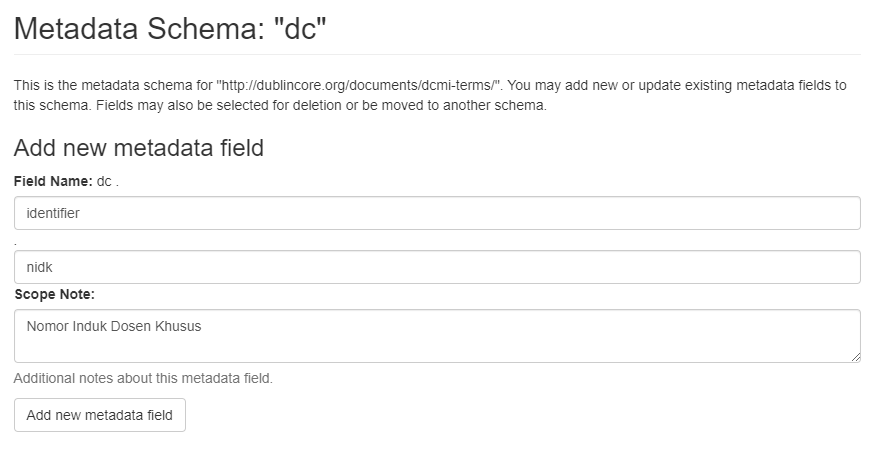 Metadata Schema: "dc"
This is the metadata schema for "http://dublincore.org/documents/dcmi-terms/". You may add new or update existing metadata fields to
this schema. Fields may also be selected for deletion or be moved to another schema.
Add new metadata field
Field Name: dc .
identifier
.
nidk
Scope Note:
Nomor Induk Dosen Khusus
Additional notes about this metadata field.
Add new metadata field